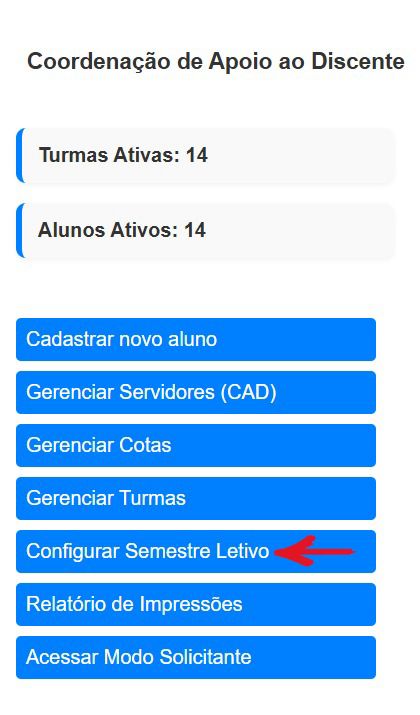 Coordenação de Apoio ao Discente
Turmas Ativas: 14
Alunos Ativos: 14
Cadastrar novo aluno
Gerenciar Servidores (CAD)
Gerenciar Cotas
Gerenciar Turmas
Configurar Semestre Letivo
Relatório de Impressões
Acessar Modo Solicitante